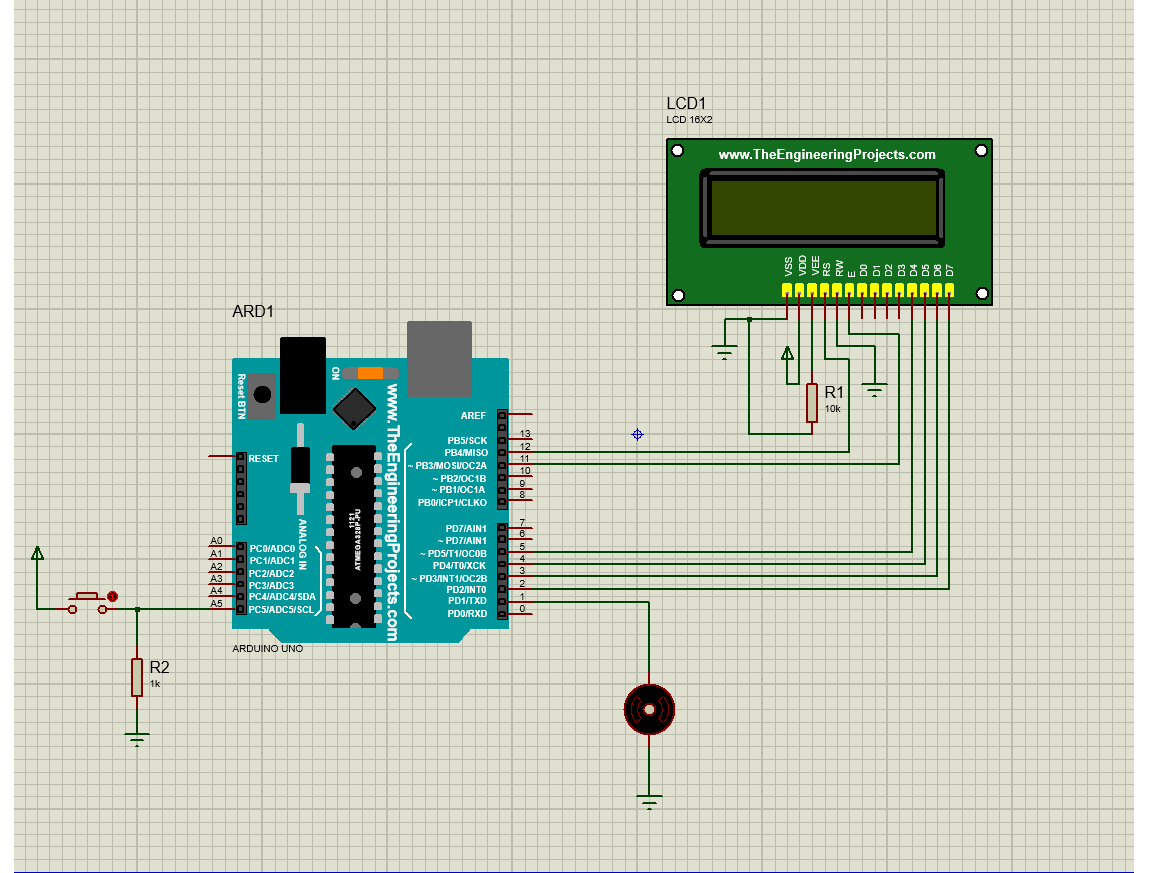 LCD1
LCD 16X2
www.TheEngineeringProjects.com
VSS
VDD
VEE
RS
RW
E
D0
D1
D2
D3
D4
D5
D6
D7
R1
10k
ARD1
ON
Reset BTN
www.TheEngineeringProjects.com
AREF
PB5/SCK 13
PB4/MISO 12
~ PB3/MOSI/OC2A 11
~ PB2/OC1B 10
~ PB1/OC1A 9
PB0/ICP1/CLKO 8
RESET
1121
ATMEGA328P-PU
ANALOG IN
PD7/AIN1 7
~ PD7/AIN1 6
~ PD5/T1/OC0B 5
PD4/T0/XCK 4
~ PD3/INT1/OC2B 3
PD2/INT0 2
PD1/TXD 1
PD0/RXD 0
A0 PC0/ADC0
A1 PC1/ADC1
A2 PC2/ADC2
A3 PC3/ADC3
A4 PC4/ADC4/SDA
A5 PC5/ADC5/SCL
ARDUINO UNO
R2
1k